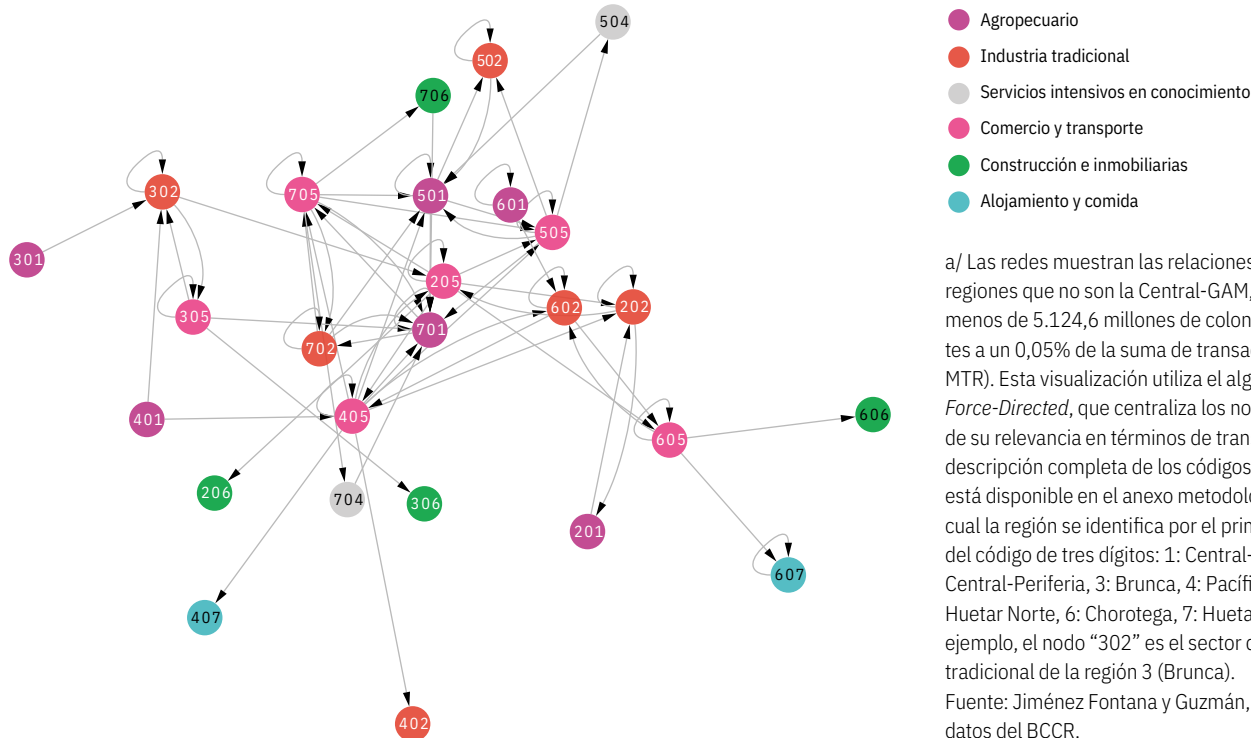 504
502
706
302
705
501
601
505
301
205
305
602
202
701
702
401
405
605
606
206
704
306
201
607
407
402
Agropecuario
Industria tradicional
Servicios intensivos en conocimiento
Comercio y transporte
Construcción e inmobiliarias
Alojamiento y comida
a/ Las redes muestran las relaciones
regiones que no son la Central-GAM,
menos de 5.124,6 millones de colon
tes a un 0,05% de la suma de transa
MTR). Esta visualización utiliza el alg
Force-Directed, que centraliza los no
de su relevancia en términos de tran
descripción completa de los códigos
está disponible en el anexo metodol
cual la región se identifica por el prin
del código de tres dígitos: 1: Central-
Central-Periferia, 3: Brunca, 4: Pacífi
Huetar Norte, 6: Chorotega, 7: Hueta
ejemplo, el nodo “302” es el sector d
tradicional de la región 3 (Brunca).
Fuente: Jiménez Fontana y Guzmán,
datos del BCCR.